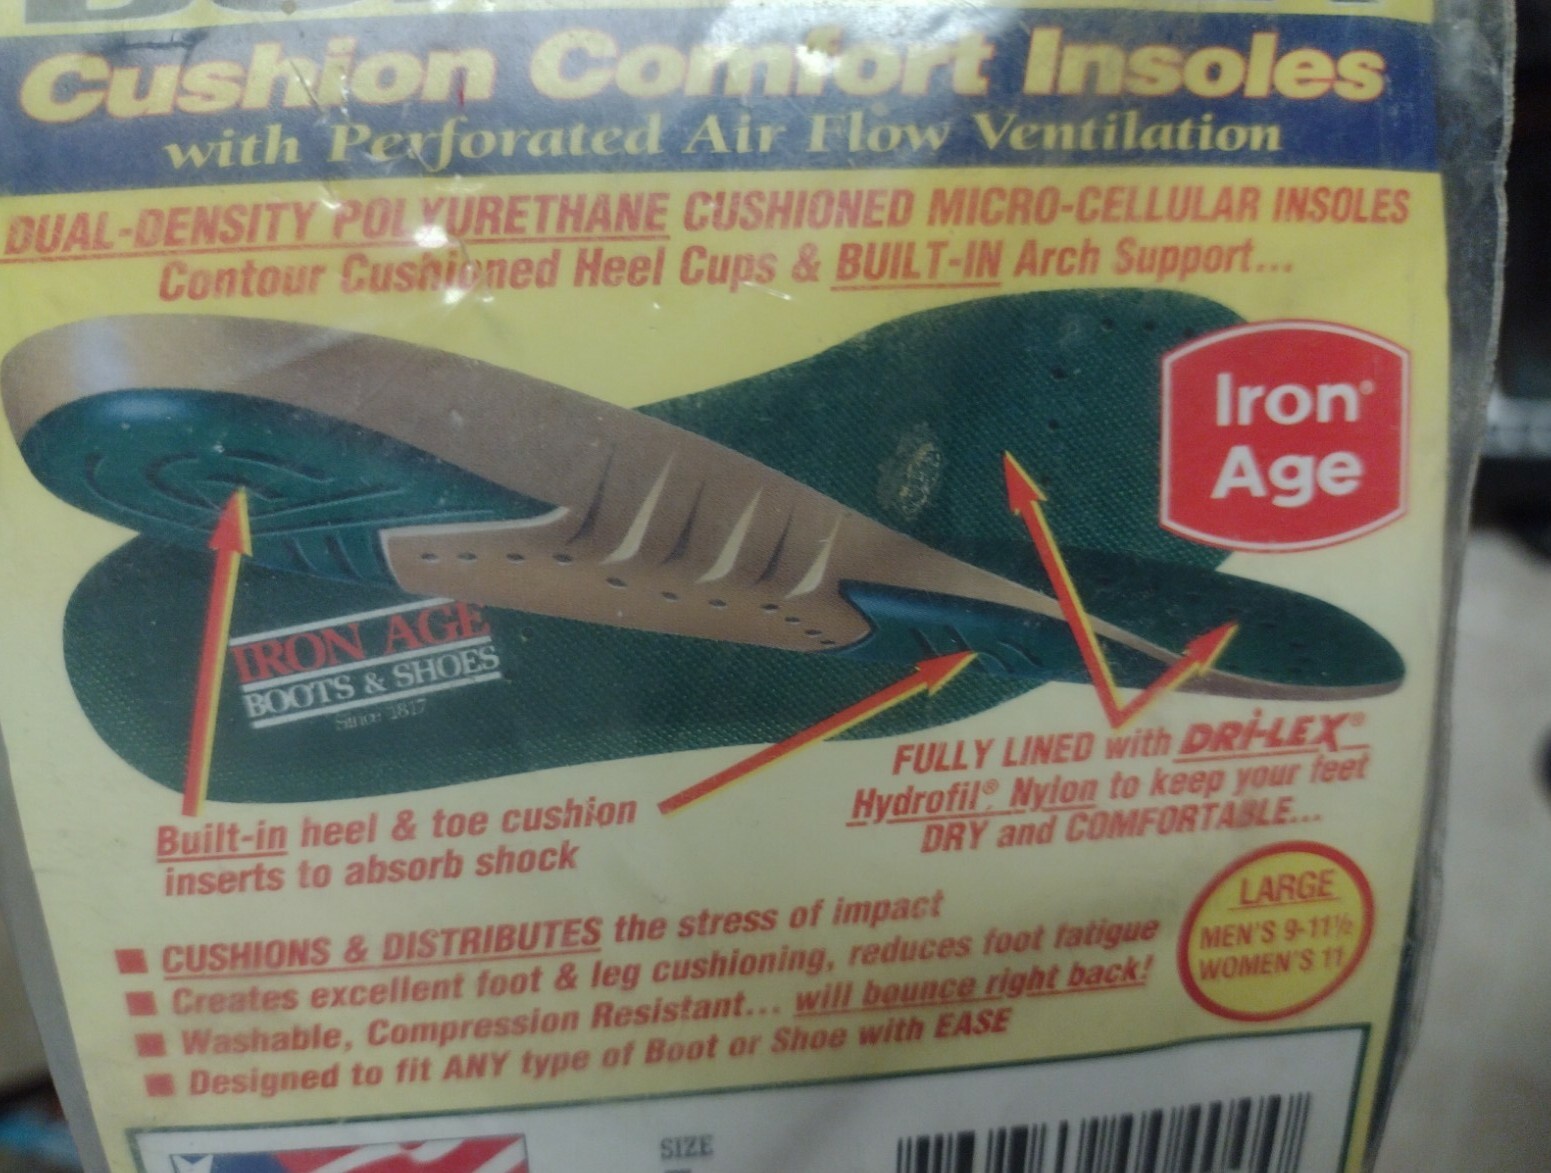 Cushion Comfort Insoles
with Perforated Air Flow Ventilation
DUAL-DENSITY POLYURETHANE CUSHIONED MICRO-CELLULAR INSOLES
Contour Cushioned Heel Cups & BUILT-IN Arch Support...
Iron®
Age
IRON AGE
BOOTS & SHOES
Since 1817
FULLY LINED with DRI-LEX®
Hydrofil®, Nylon to keep your feet
DRY and COMFORTABLE...
Built-in heel & toe cushion
inserts to absorb shock
LARGE
MEN'S 9-11½
WOMEN'S 11
■ CUSHIONS & DISTRIBUTES the stress of impact
■ Creates excellent foot & leg cushioning, reduces foot fatigue
■ Washable, Compression Resistant... will bounce right back!
■ Designed to fit ANY type of Boot or Shoe with EASE
SIZE